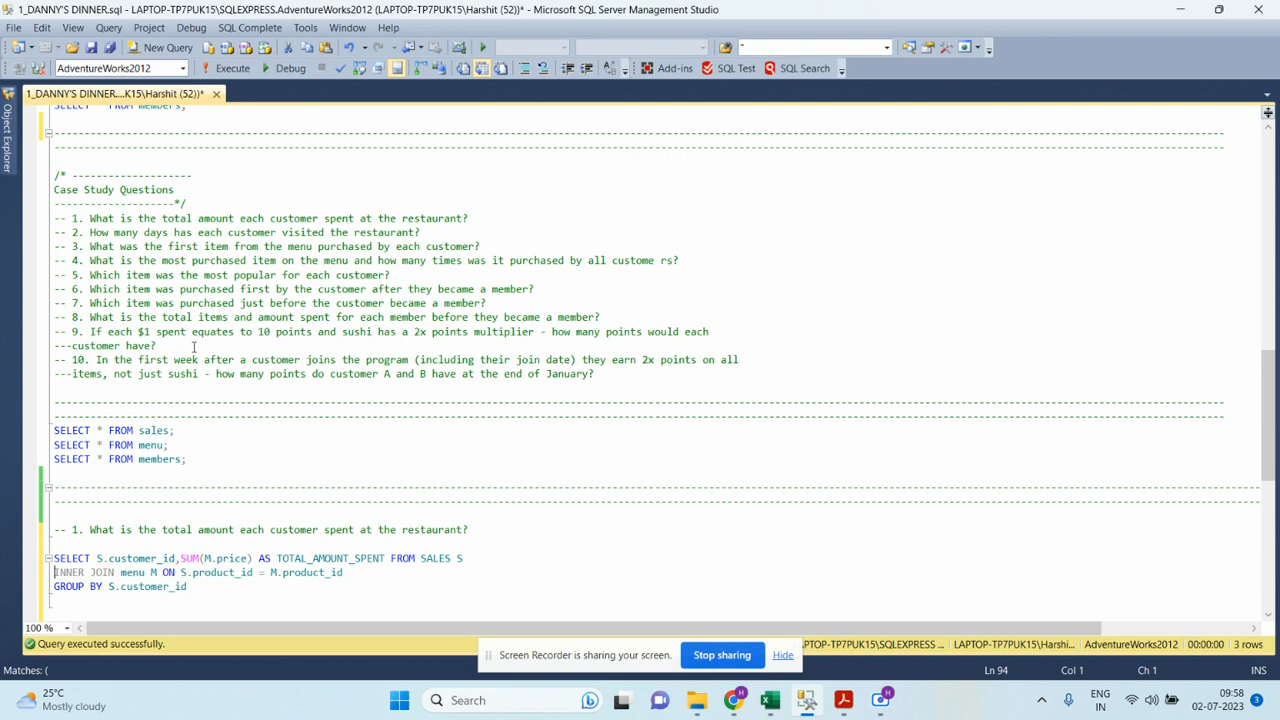 1_DANNY'S DINNER.sql - LAPTOP-TP7PUK15\SQLEXPRESS.AdventureWorks2012 (LAPTOP-TP7PUK15\Harshit (52))* - Microsoft SQL Server Management Studio
File Edit View Query Project Debug SQL Complete Tools Window Help
New Query
AdventureWorks2012 Execute Debug Add-ins SQL Test SQL Search
1_DANNY'S DINNER....K15\Harshit (52))*
Object Explorer
SELECT * FROM members;
/* --------------------
Case Study Questions
--------------------*/
-- 1. What is the total amount each customer spent at the restaurant?
-- 2. How many days has each customer visited the restaurant?
-- 3. What was the first item from the menu purchased by each customer?
-- 4. What is the most purchased item on the menu and how many times was it purchased by all custome rs?
-- 5. Which item was the most popular for each customer?
-- 6. Which item was purchased first by the customer after they became a member?
-- 7. Which item was purchased just before the customer became a member?
-- 8. What is the total items and amount spent for each member before they became a member?
-- 9. If each $1 spent equates to 10 points and sushi has a 2x points multiplier - how many points would each
---customer have?
-- 10. In the first week after a customer joins the program (including their join date) they earn 2x points on all
---items, not just sushi - how many points do customer A and B have at the end of January?
SELECT * FROM sales;
SELECT * FROM menu;
SELECT * FROM members;
-- 1. What is the total amount each customer spent at the restaurant?
SELECT S.customer_id,SUM(M.price) AS TOTAL_AMOUNT_SPENT FROM SALES S
INNER JOIN menu M ON S.product_id = M.product_id
GROUP BY S.customer_id
100 %
Query executed successfully. LAPTOP-TP7PUK15\SQLEXPRESS ... LAPTOP-TP7PUK15\Harshi... AdventureWorks2012 00:00:00 3 rows
Screen Recorder is sharing your screen. Stop sharing Hide
Matches: ( Ln 94 Col 1 Ch 1 INS
25°C
Mostly cloudy
Search
ENG
IN
09:58
02-07-2023
3